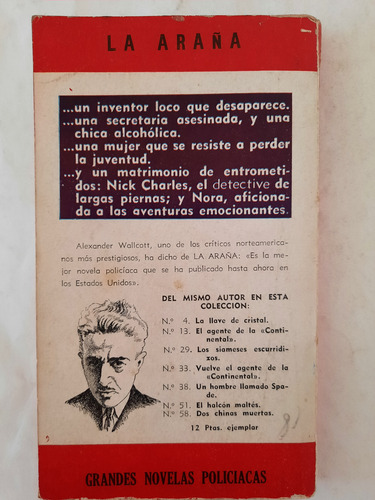 LA ARAÑA
...un inventor loco que desaparece.
...una secretaria asesinada, y una
chica alcohólica.
...una mujer que se resiste a perder
la juventud.
...y un matrimonio de entrometi-
dos: Nick Charles, el detective de
largas piernas; y Nora, aficiona-
da a las aventuras emocionantes.
Alexander Wallcott, uno de los críticos norteamerica-
nos más prestigiosos, ha dicho de LA ARAÑA: «Es la me-
jor novela policíaca que se ha publicado hasta ahora en
los Estados Unidos».
DEL MISMO AUTOR EN ESTA
COLECCION:
N.º 4. La llave de cristal.
N.º 13. El agente de la «Conti-
nental».
N.º 29. Los siameses escurridi-
zos.
N.º 33. Vuelve el agente de la
«Continental».
N.º 38. Un hombre llamado Spa-
de.
N.º 51. El halcón maltés.
N.º 58. Dos chinas muertas.
12 Ptas. ejemplar
GRANDES NOVELAS POLICIACAS